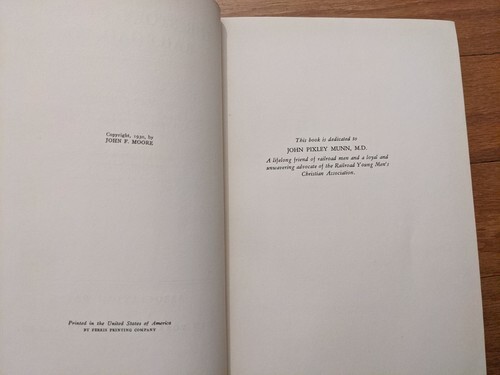 Copyright, 1930, by
JOHN F. MOORE
Printed in the United States of America
BY FERRIS PRINTING COMPANY
This book is dedicated to
JOHN PIXLEY MUNN, M.D.
A lifelong friend of railroad men and a loyal and
unwavering advocate of the Railroad Young Men's
Christian Association.